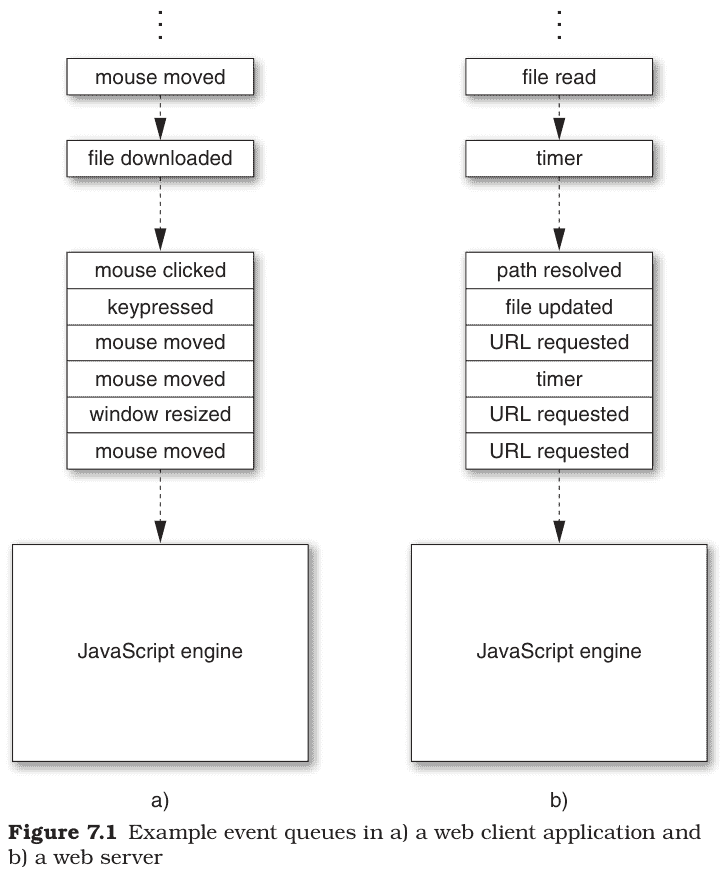 mouse moved
file downloaded
mouse clicked
keypressed
mouse moved
mouse moved
window resized
mouse moved
JavaScript engine
a)
file read
timer
path resolved
file updated
URL requested
timer
URL requested
URL requested
JavaScript engine
b)
Figure 7.1 Example event queues in a) a web client application and
b) a web server